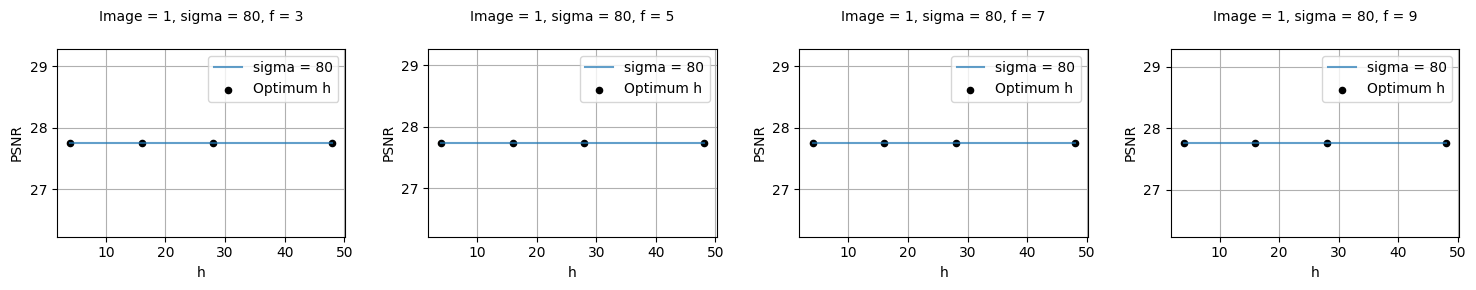 Image = 1, sigma = 80, f = 3
29
28
27
PSNR
sigma = 80
Optimum h
10 20 30 40 50
h
Image = 1, sigma = 80, f = 5
29
28
27
PSNR
sigma = 80
Optimum h
10 20 30 40 50
h
Image = 1, sigma = 80, f = 7
29
28
27
PSNR
sigma = 80
Optimum h
10 20 30 40 50
h
Image = 1, sigma = 80, f = 9
29
28
27
PSNR
sigma = 80
Optimum h
10 20 30 40 50
h